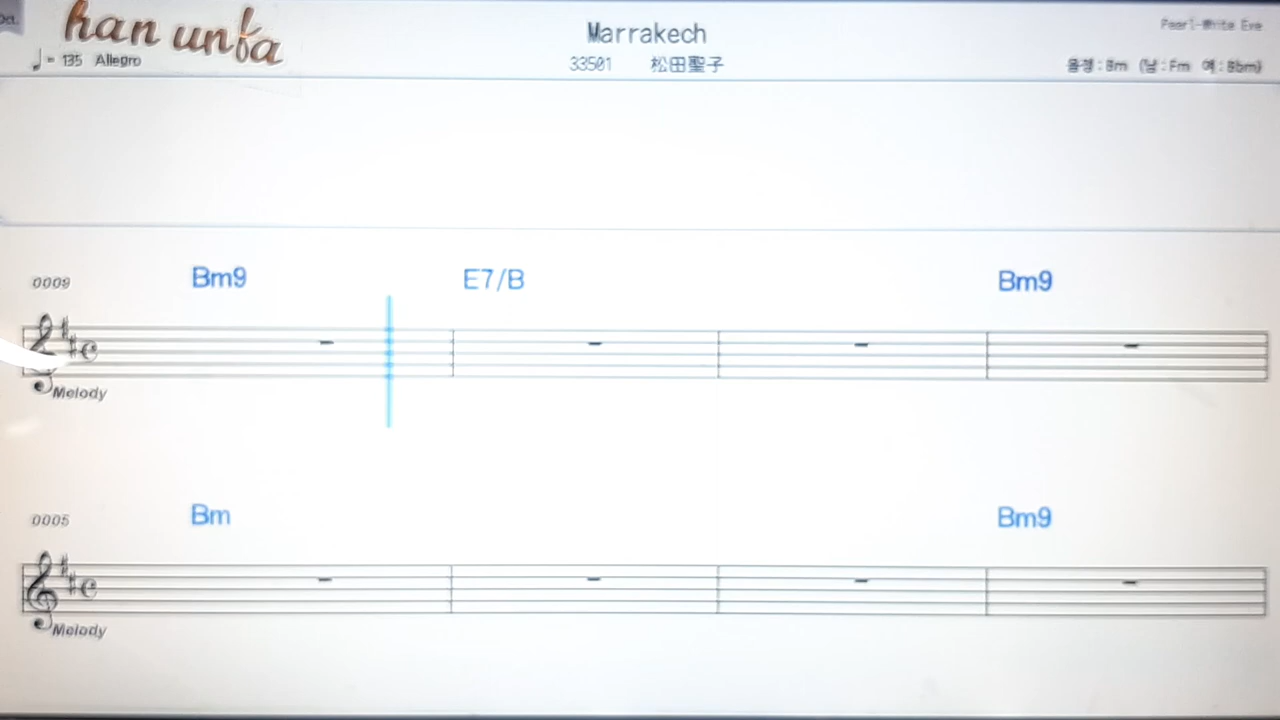 han unfa
Marrakech
Pearl-White Eve
♩= 135 Allegro
33501 松田聖子
음정 : Bm (남 : Fm 여 : Bbm)
0009 Bm9 E7/B Bm9
Melody
0005 Bm Bm9
Melody